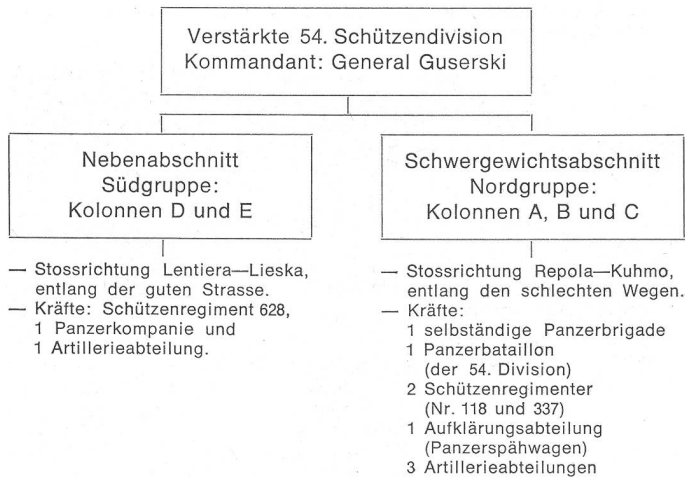 Verstärkte 54. Schützendivision
Kommandant: General Guserski
Nebenabschnitt
Südgruppe:
Kolonnen D und E
— Stossrichtung Lentiera—Lieska,
entlang der guten Strasse.
— Kräfte: Schützenregiment 628,
1 Panzerkompanie und
1 Artillerieabteilung.
Schwergewichtsabschnitt
Nordgruppe:
Kolonnen A, B und C
— Stossrichtung Repola—Kuhmo,
entlang den schlechten Wegen.
— Kräfte:
1 selbständige Panzerbrigade
1 Panzerbataillon
(der 54. Division)
2 Schützenregimenter
(Nr. 118 und 337)
1 Aufklärungsabteilung
(Panzerspähwagen)
3 Artillerieabteilungen